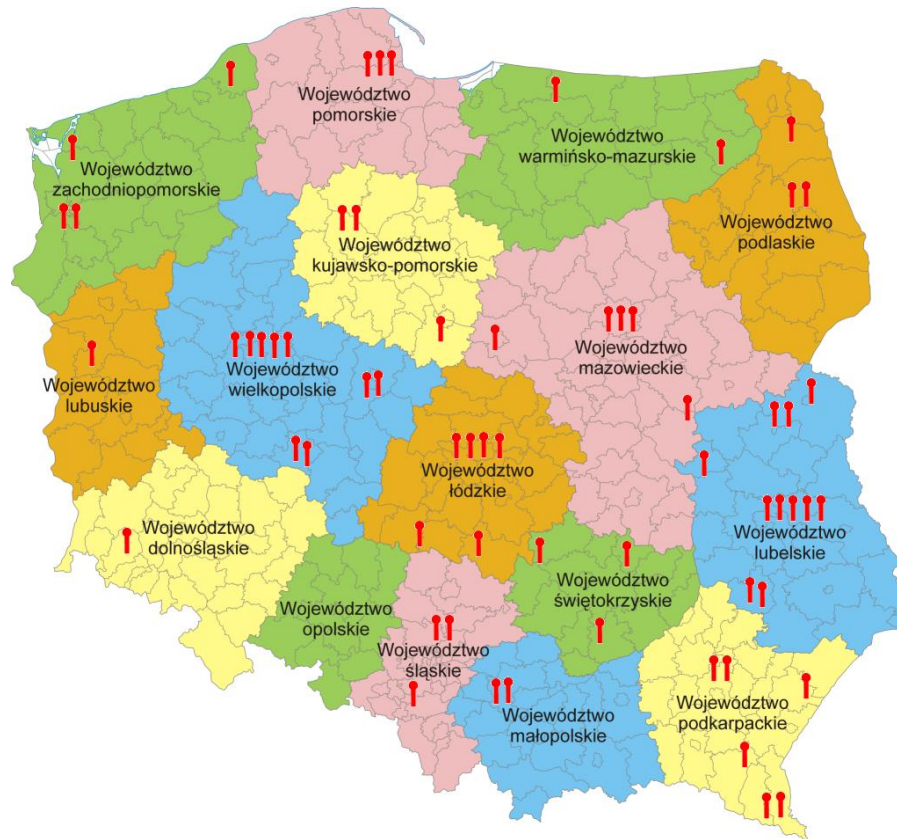 Województwo
pomorskie
Województwo
warmińsko-mazurskie
Województwo
zachodniopomorskie
Województwo
podlaskie
Województwo
kujawsko-pomorskie
Województwo
mazowieckie
Województwo
wielkopolskie
Województwo
lubuskie
Województwo
łódzkie
Województwo
dolnośląskie
Województwo
lubelskie
Województwo
świętokrzyskie
Województwo
opolskie
Województwo
śląskie
Województwo
małopolskie
Województwo
podkarpackie